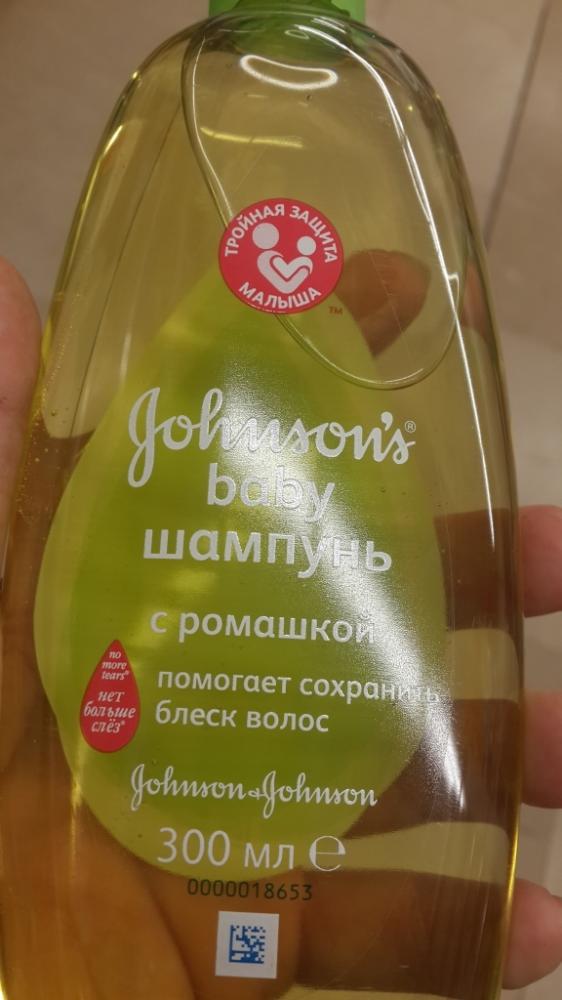 ТРОЙНАЯ ЗАЩИТА
МАЛЫША
™
Johnson's®
baby
шампунь
с ромашкой
no
more
tears®
нет
больше
слёз*
помогает сохранить
блеск волос
Johnson & Johnson
300 мл ℮
0000018653